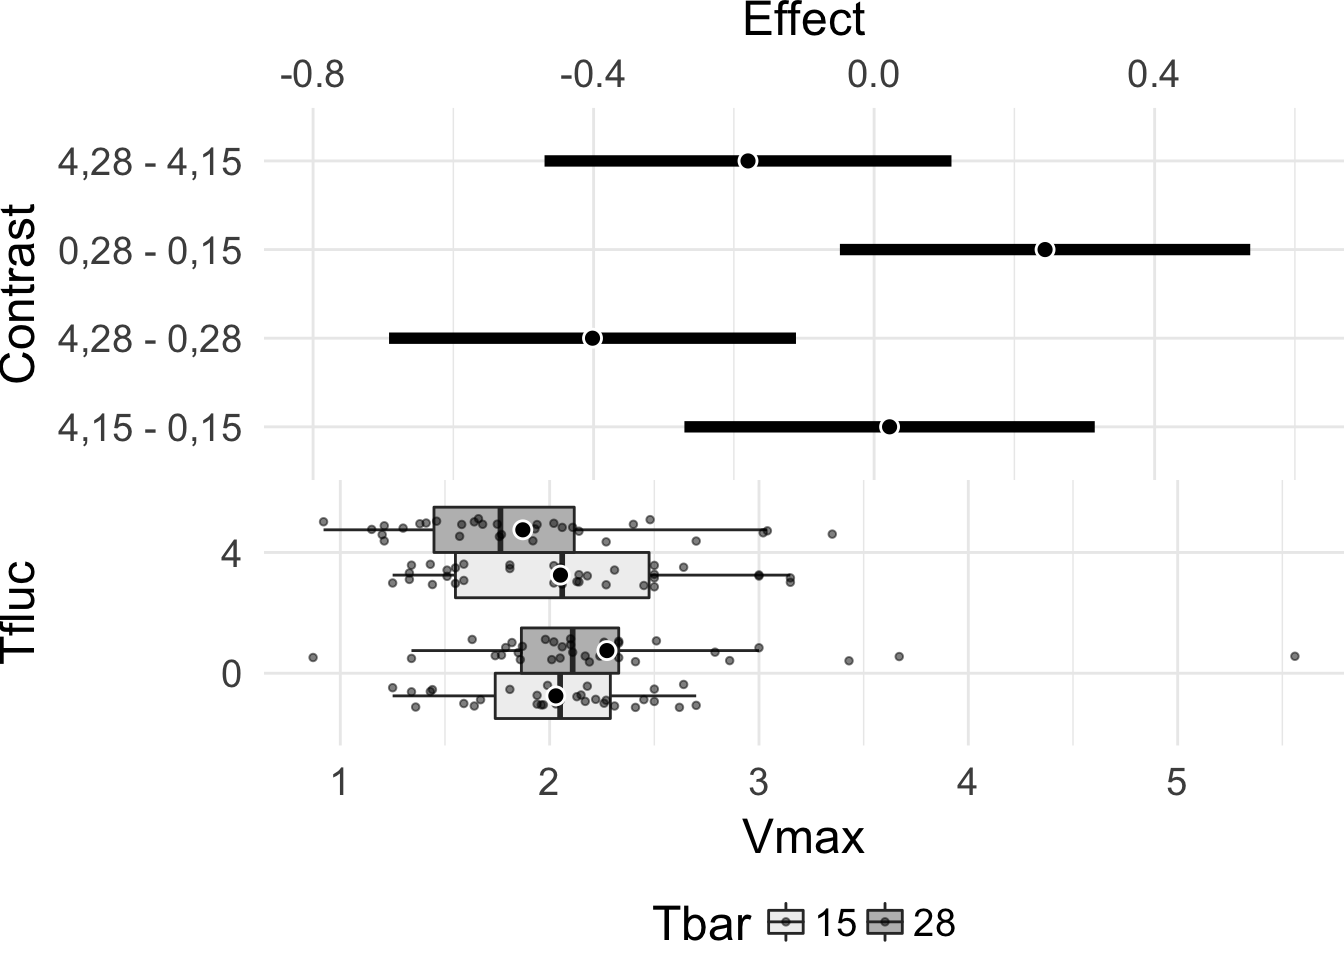 Effect
-0.8 -0.4 0.0 0.4
Contrast
4,28 - 4,15
0,28 - 0,15
4,28 - 0,28
4,15 - 0,15
Tfluc
4
0
1 2 3 4 5
Vmax
Tbar 15 28